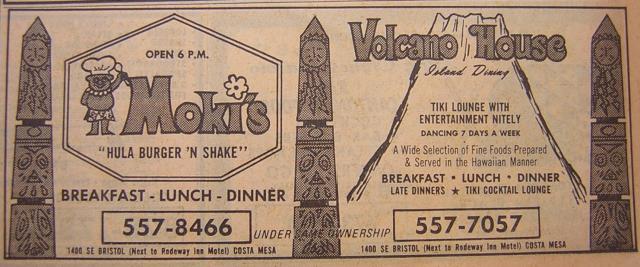 OPEN 6 P.M.
MOKI'S
"HULA BURGER 'N SHAKE"
BREAKFAST - LUNCH - DINNER
557-8466
1400 SE BRISTOL (Next to Rodeway Inn Motel) COSTA MESA
UNDER SAME OWNERSHIP
Volcano House
Island Dining
TIKI LOUNGE WITH
ENTERTAINMENT NITELY
DANCING 7 DAYS A WEEK
A Wide Selection of Fine Foods Prepared
& Served in the Hawaiian Manner
BREAKFAST • LUNCH • DINNER
LATE DINNERS ★ TIKI COCKTAIL LOUNGE
557-7057
1400 SE BRISTOL (Next to Rodeway Inn Motel) COSTA MESA